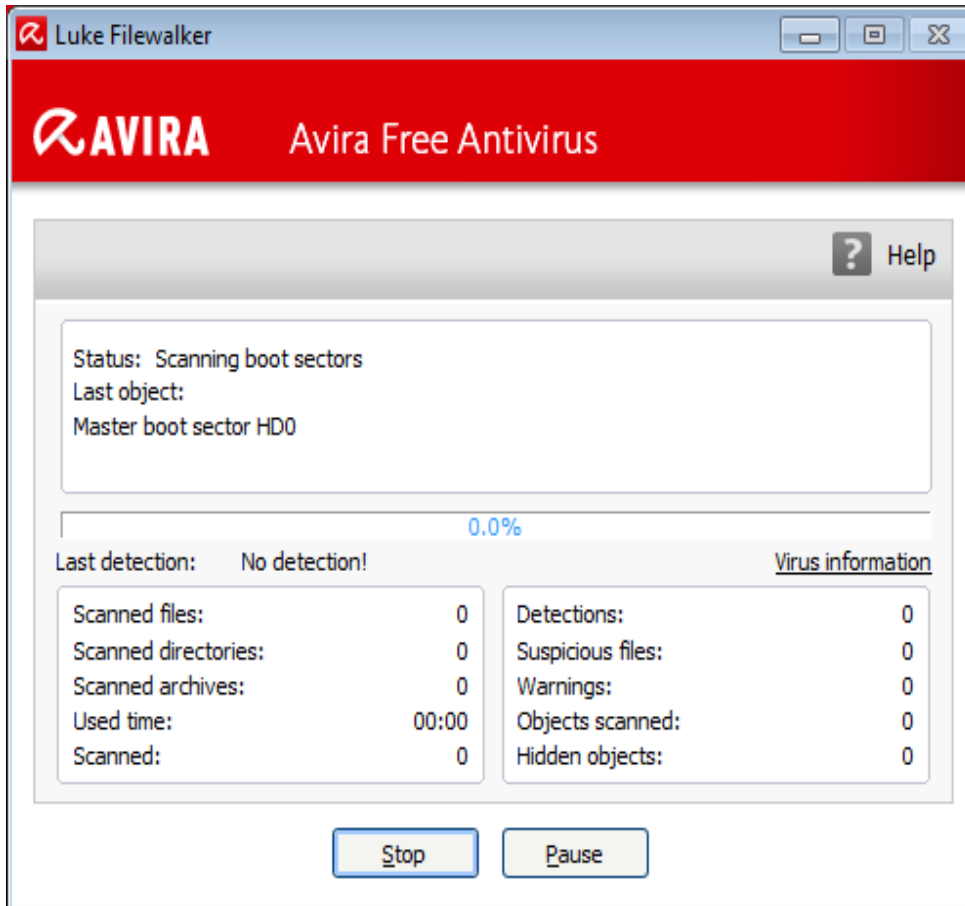 Luke Filewalker
AVIRA Avira Free Antivirus
? Help
Status: Scanning boot sectors
Last object:
Master boot sector HD0
0.0%
Last detection: No detection! Virus information
Scanned files: 0
Scanned directories: 0
Scanned archives: 0
Used time: 00:00
Scanned: 0
Detections: 0
Suspicious files: 0
Warnings: 0
Objects scanned: 0
Hidden objects: 0
Stop Pause